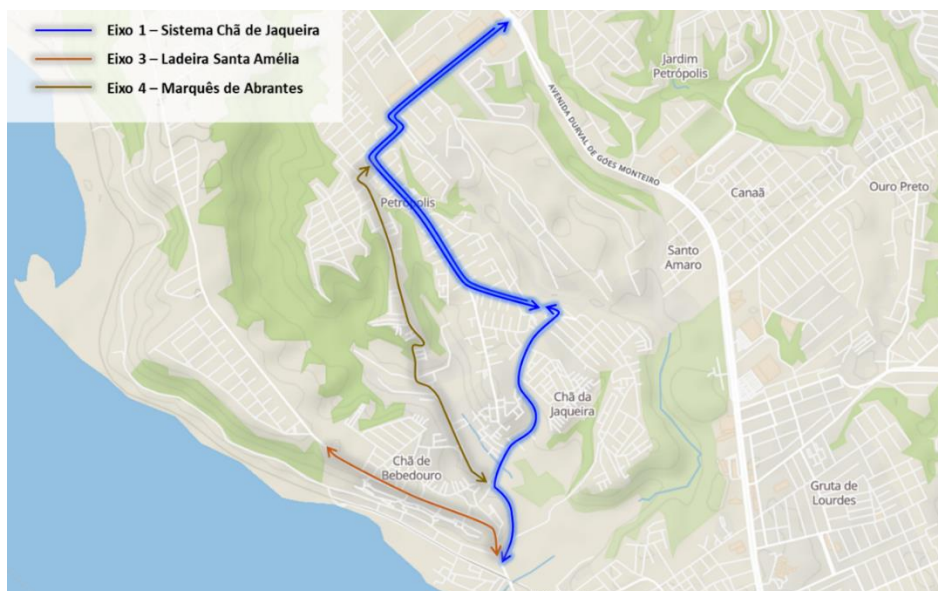 Eixo 1 – Sistema Chã de Jaqueira
Eixo 3 – Ladeira Santa Amélia
Eixo 4 – Marquês de Abrantes
Jardim
Petrópolis
AVENIDA DURVAL DE GÓES MONTEIRO
Canaã
Ouro Preto
Petrópolis
Santo
Amaro
Chã da
Jaqueira
Chã de
Bebedouro
Gruta de
Lourdes